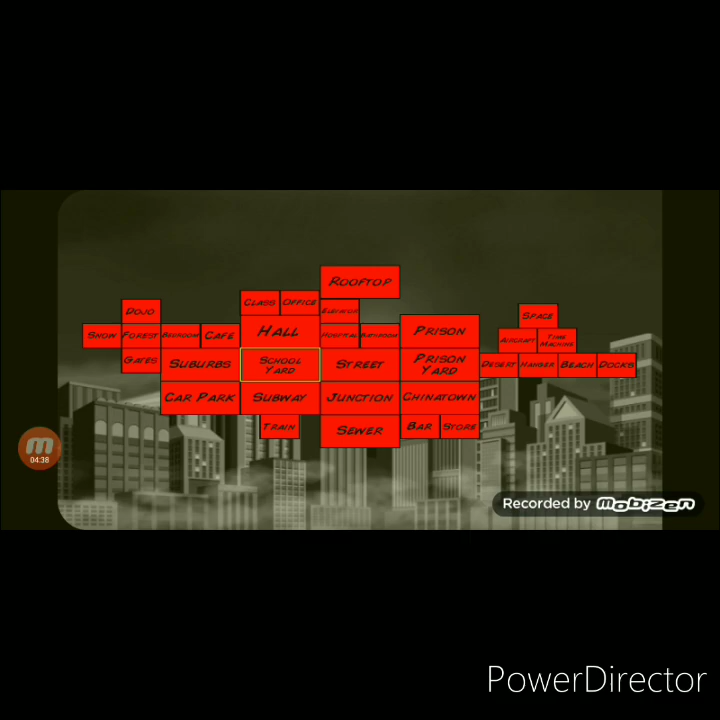 ROOFTOP
CLASS OFFICE
ELEVATOR
DOJO
SPACE
SNOW FOREST BEDROOM CAFE HALL HOSPITAL BATHROOM PRISON
AIRCRAFT TIME
MACHINE
GATES SUBURBS SCHOOL
YARD STREET PRISON
YARD DESERT HANGER BEACH DOCKS
CAR PARK SUBWAY JUNCTION CHINATOWN
TRAIN SEWER BAR STORE
04:38
Recorded by mobizen
PowerDirector